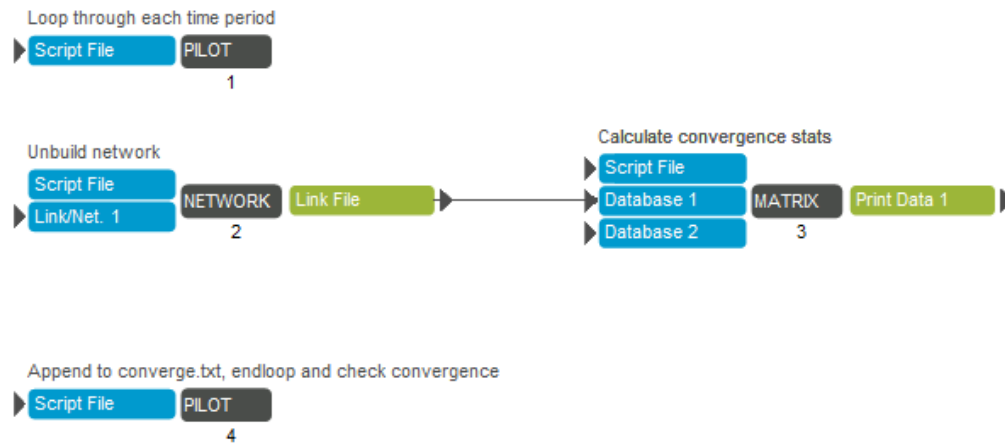 Loop through each time period
Script File PILOT
1
Unbuild network
Calculate convergence stats
Script File
Script File
Link/Net. 1
NETWORK
Link File
Database 1
MATRIX
Print Data 1
Database 2
2
3
Append to converge.txt, endloop and check convergence
Script File PILOT
4